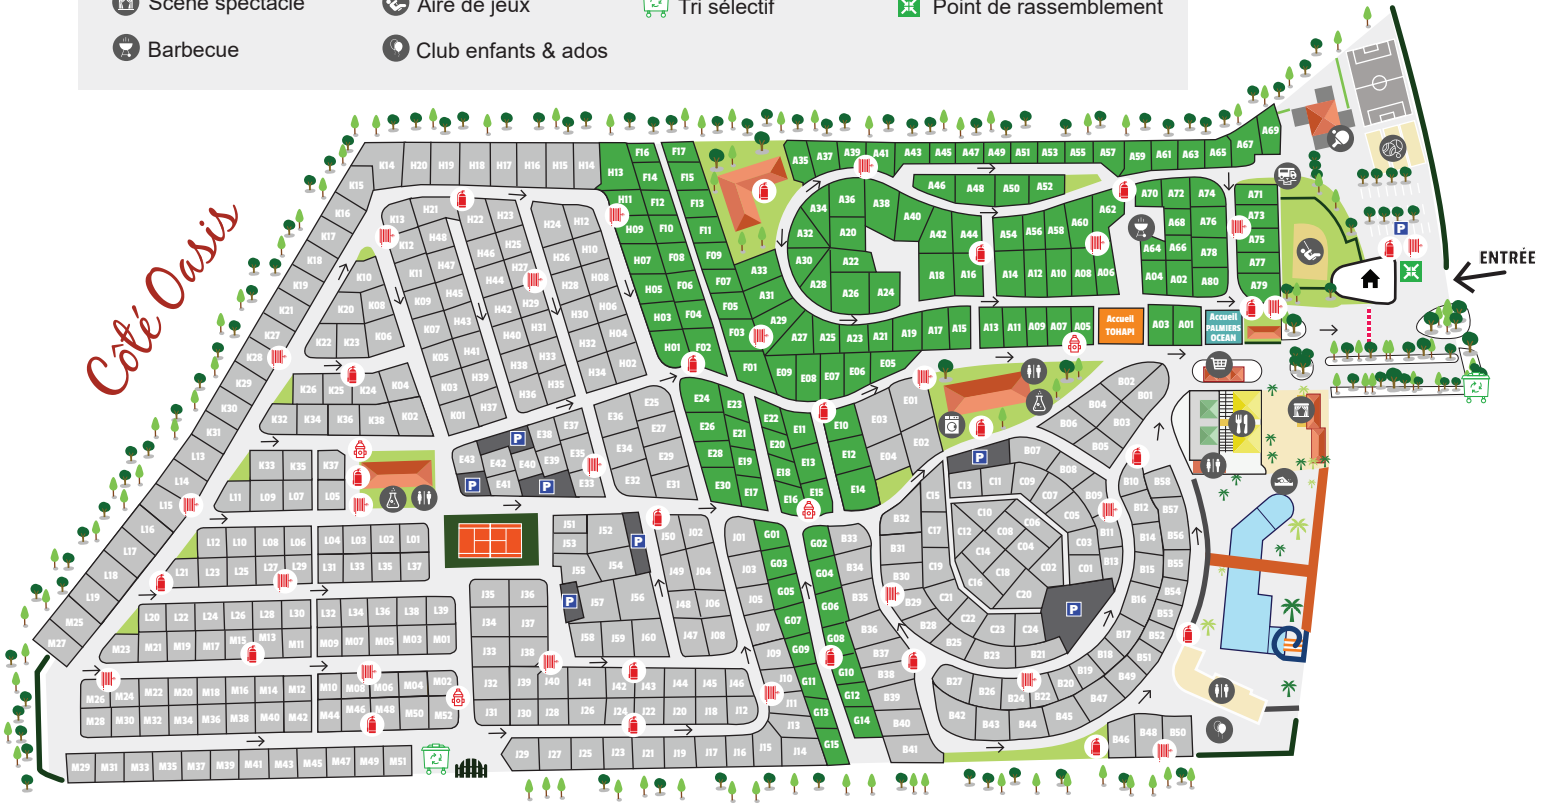 Scène spectacle
Aire de jeux
Tri sélectif
Point de rassemblement
Barbecue
Club enfants & ados
Côté Oasis
ENTRÉE
Accueil
TOHAPI
Accueil
PALMIERS
OCEAN
K14 H20 H19 H18 H17 H16 H15 H14
F16 F17
H13 F14 F15
H11 F12 F13
H09 F10 F11
H07 F08 F09
H05 F06 F07
H03 F04 F05
H01 F02 F03
F01 E09 E08 E07 E06 E05
A35 A37 A39 A41 A43 A45 A47 A49 A51 A53 A55 A57 A59 A61 A63 A65 A67 A69
A46 A48 A50 A52
A34 A36 A38 A40
A32 A20 A42 A44 A54 A56 A58 A60 A62
A70 A72 A74 A71
A68 A76 A73
A64 A66 A78 A75
A77
A30 A22
A28 A26 A24
A18 A16 A14 A12 A10 A08 A06
A04 A02 A80 A79
A33 A31 A29
A27 A25 A23 A21 A19 A17 A15 A13 A11 A09 A07 A05
A03 A01
K15 K16 K17 K18 K19 K21 K27 K28 K29 K30 K31
L13 L14 L15 L16 L17 L18 L19 M25 M27
K13 H21 H22 H23 H24 H12
K12 H48 H46 H25 H26 H10
K11 H47 H44 H27 H28 H08
K10 K09 H45 H29 H30 H06
K20 K08 K07 H43 H40 H31 H32 H04
K22 K23 K06 K05 H41 H38 H33 H34 H02
K26 K25 K24 K04 K03 H39 H37 H36 H35
K32 K34 K36 K38 K02 K01
K33 K35 K37
L11 L09 L07 L05
E43 E42 E40 E38 E37
E41 E39 E35 E33
E36 E25 E34 E27 E29 E32 E31
E24 E23 E22 E11 E10
E26 E21 E20 E13 E12
E28 E19 E18 E15 E14
E30 E17 E16
E01 E03 E02 E04
P P P P P P P P
L12 L10 L08 L06 L04 L03 L02 L01
L21 L23 L25 L27 L29 L31 L33 L35 L37
L20 L22 L24 L26 L28 L30 L32 L34 L36 L38 L39
M23 M21 M19 M17 M15 M13 M11 M09 M07 M05 M03 M01
M26 M24 M22 M20 M18 M16 M14 M12 M10 M08 M06 M04 M02
M28 M30 M32 M34 M36 M38 M40 M42 M44 M46 M48 M50 M52
M29 M31 M33 M35 M37 M39 M41 M43 M45 M47 M49 M51
J51 J52 J53 J54 J55 J56 J57 J58 J59 J60
J50 J02 J49 J04 J48 J06 J47 J08
J35 J36 J34 J37 J33 J38
J32 J39 J40 J41 J42 J43 J44 J45 J46
J31 J30 J28 J26 J24 J22 J20 J18 J12
J29 J27 J25 J23 J21 J19 J17 J16 J15 J14
J01 J03 J05 J07 J09 J10 J11 J13
G01 G02 G03 G04 G05 G06 G07 G08 G09 G10 G11 G12 G13 G14 G15
B33 B34 B35 B36 B37 B38 B39 B40 B41
B32 B31 B30 B29 B28 B25 B23 B21
C15 C17 C19 C21 C22 C23 C24
C13 C11 C09 C07 C05 C03 C01
C10 C12 C08 C06 C14 C04 C16 C18 C02 C20
B02 B01 B04 B03 B06 B05
B07 B08 B09 B11 B13
B10 B58 B12 B57 B14 B56 B15 B55 B16 B54 B53 B17 B52 B18 B51 B19 B49
B27 B26 B24 B22 B20 B47
B42 B43 B44 B45
B46 B48 B50